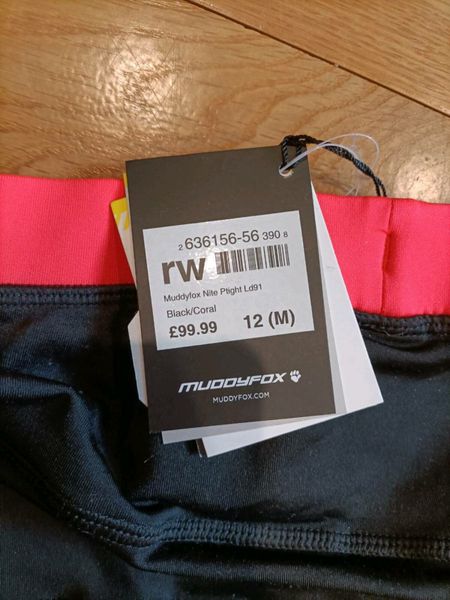 2 636156-56 390 8
rw
Muddyfox Nite Ptight Ld91
Black/Coral
£99.99 12 (M)
MUDDYFOX
MUDDYFOX.COM